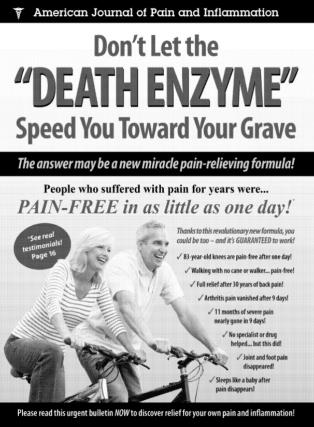 American Journal of Pain and Inflammation
Don't Let the
"DEATH ENZYME"
Speed You Toward Your Grave
The answer may be a new miracle pain-relieving formula!
People who suffered with pain for years were...
PAIN-FREE in as little as one day!*
"See real
testimonials!"
Page 16
Thanks to this revolutionary new formula, you
could be too – and it's GUARANTEED to work!
✓ 83-year-old knees are pain-free after one day!
✓ Walking with no cane or walker... pain-free!
✓ Full relief after 30 years of back pain!
✓ Arthritis pain vanished after 9 days!
✓ 11 months of severe pain
nearly gone in 9 days!
✓ No specialist or drug
helped... but this did!
✓ Joint and foot pain
disappeared!
✓ Sleeps like a baby after
pain disappears!
Please read this urgent bulletin NOW to discover relief for your own pain and inflammation!